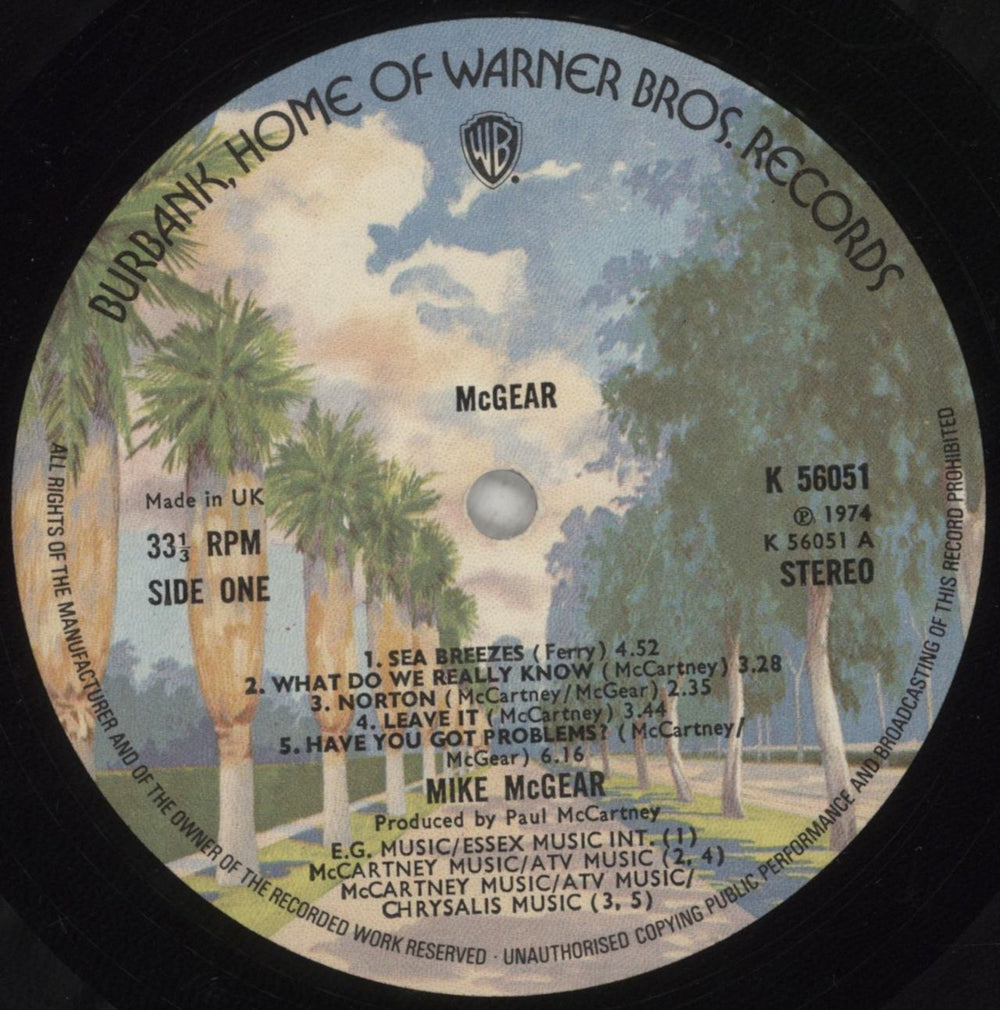 BURBANK, HOME OF WARNER BROS. RECORDS
WB
McGEAR
Made in UK
33⅓ RPM
SIDE ONE
K 56051
℗ 1974
K 56051 A
STEREO
1. SEA BREEZES (Ferry) 4.52
2. WHAT DO WE REALLY KNOW (McCartney) 3.28
3. NORTON (McCartney/McGear) 2.35
4. LEAVE IT (McCartney) 3.44
5. HAVE YOU GOT PROBLEMS? (McCartney/
McGear) 6.16
MIKE McGEAR
Produced by Paul McCartney
E.G. MUSIC/ESSEX MUSIC INT. (1)
McCARTNEY MUSIC/ATV MUSIC (2, 4)
McCARTNEY MUSIC/ATV MUSIC/
CHRYSALIS MUSIC (3, 5)
ALL RIGHTS OF THE MANUFACTURER AND OF THE OWNER OF THE RECORDED WORK RESERVED · UNAUTHORISED COPYING PUBLIC PERFORMANCE AND BROADCASTING OF THIS RECORD PROHIBITED